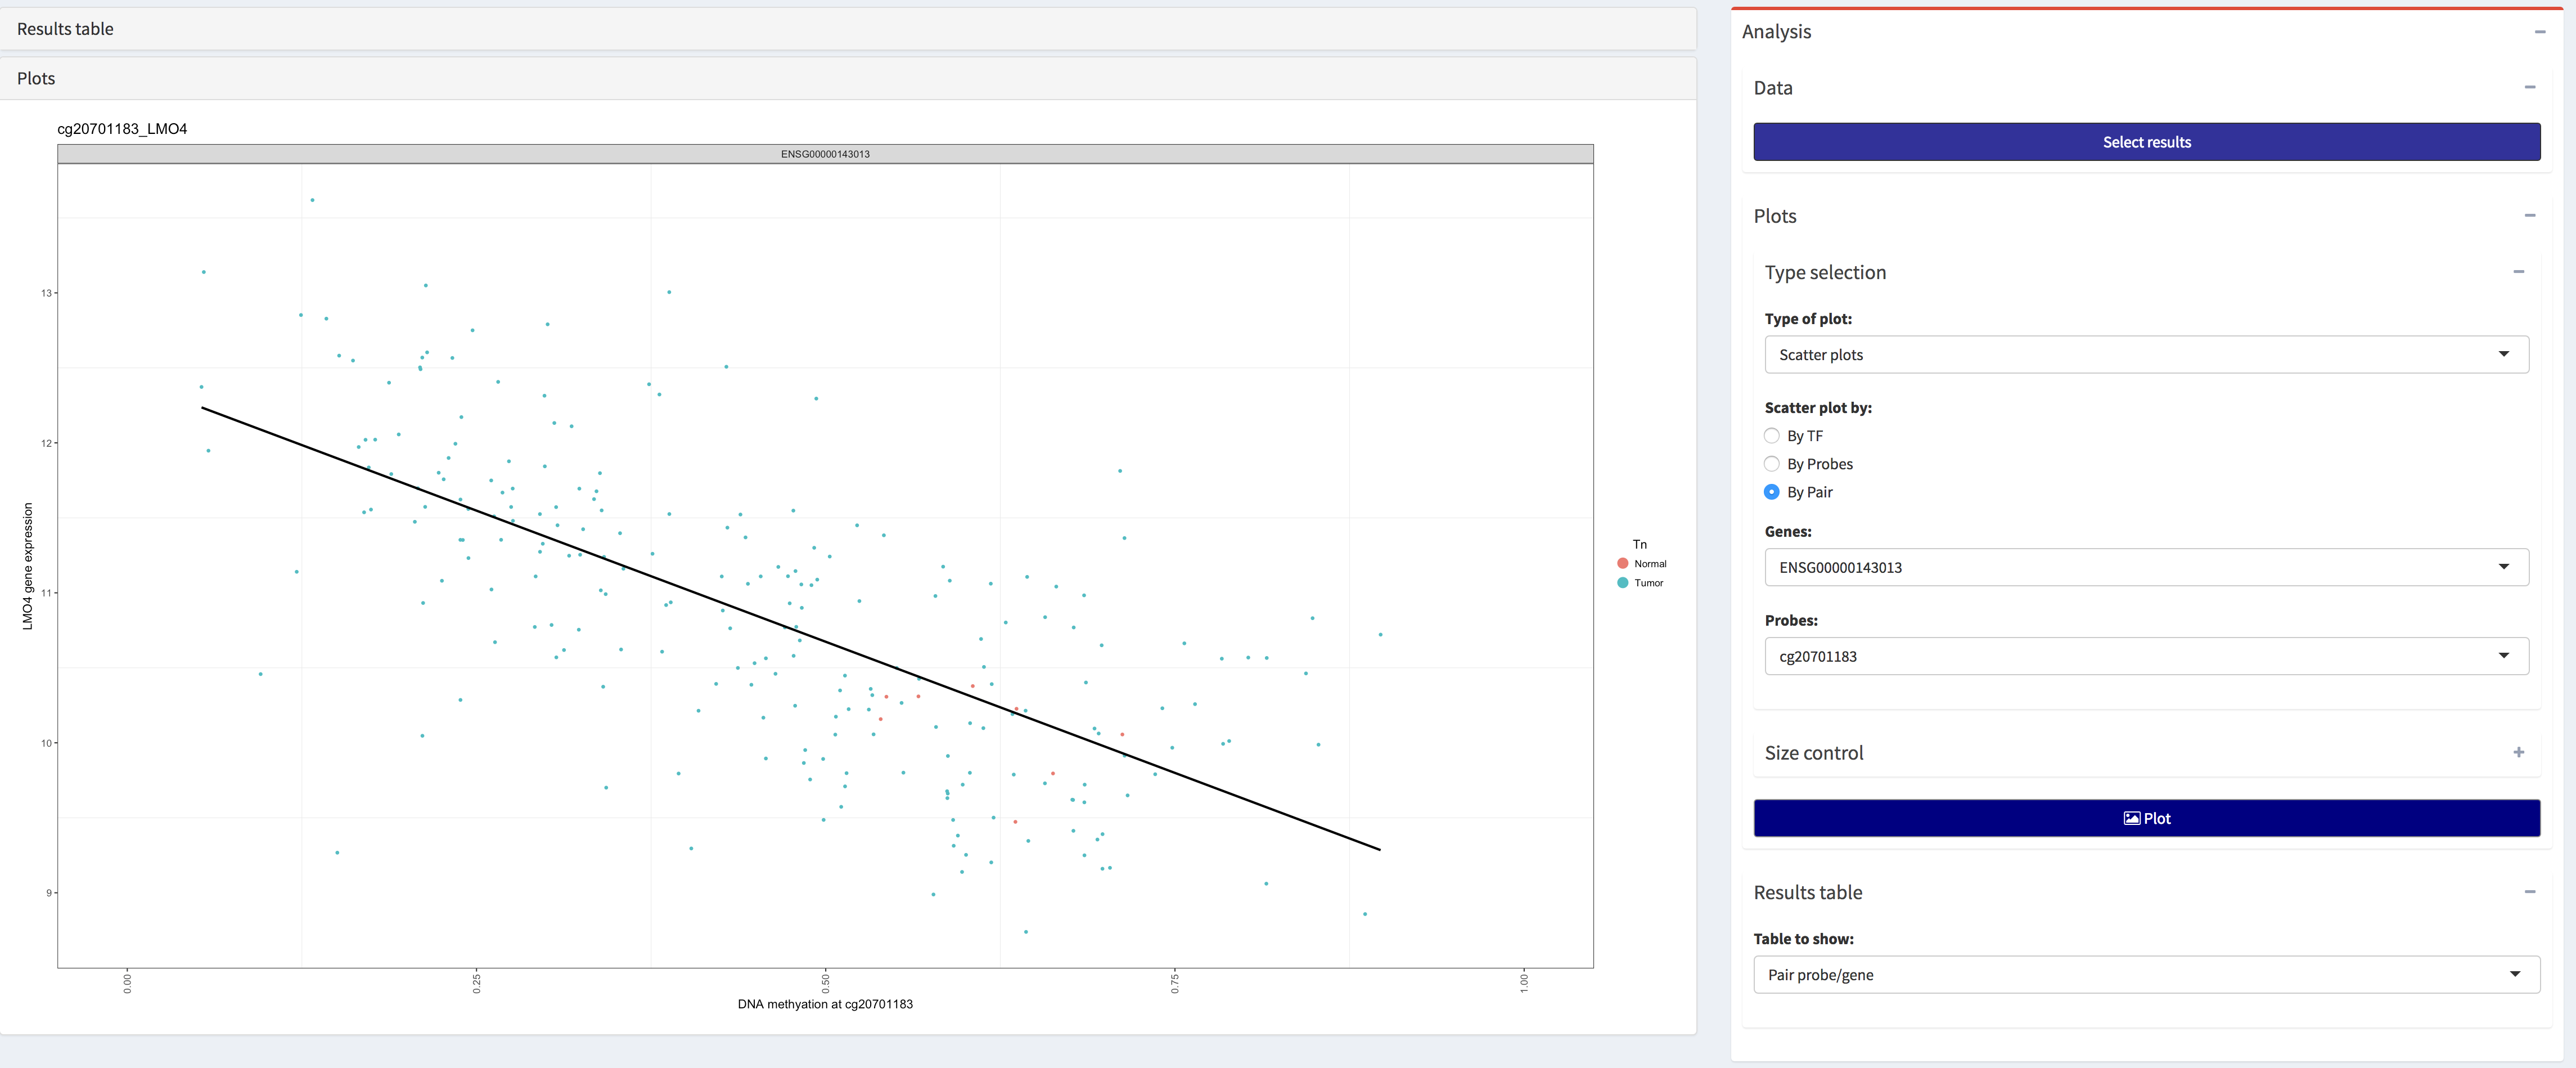 Results table
Plots
cg20701183_LMO4
ENSG00000143013
13
12
11
10
9
LMO4 gene expression
0.00
0.25
0.50
0.75
1.00
DNA methyation at cg20701183
Tn
Normal
Tumor
Analysis
Data
Select results
Plots
Type selection
Type of plot:
Scatter plots
Scatter plot by:
By TF
By Probes
By Pair
Genes:
ENSG00000143013
Probes:
cg20701183
Size control
Plot
Results table
Table to show:
Pair probe/gene